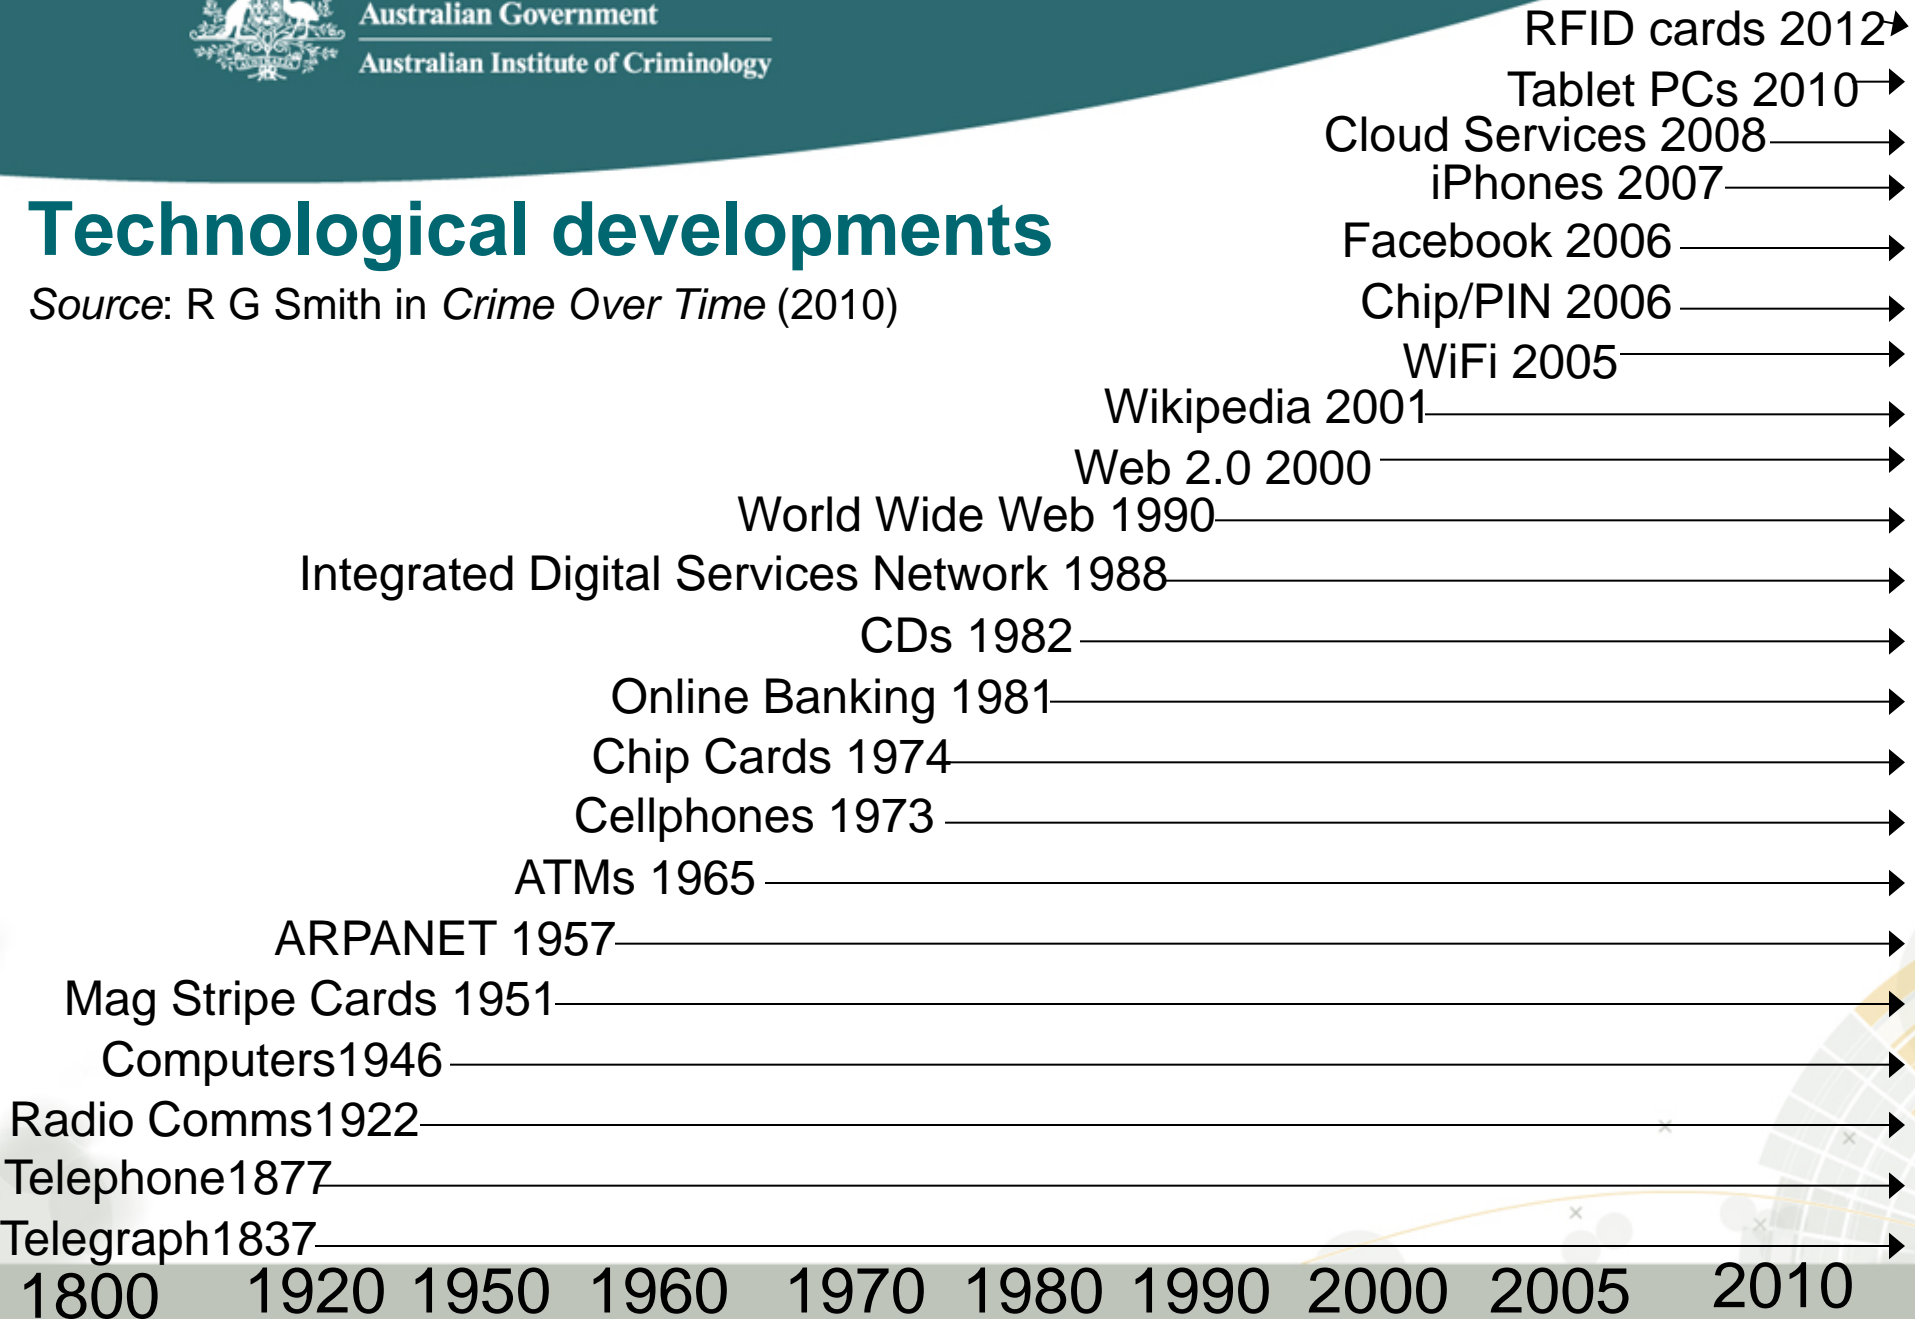 Australian Government
Australian Institute of Criminology
RFID cards 2012
Tablet PCs 2010
Cloud Services 2008
iPhones 2007
Technological developments
Facebook 2006
Source: R G Smith in Crime Over Time (2010)
Chip/PIN 2006
WiFi 2005
Wikipedia 2001
Web 2.0 2000
World Wide Web 1990
Integrated Digital Services Network 1988
CDs 1982
Online Banking 1981
Chip Cards 1974
Cellphones 1973
ATMs 1965
ARPANET 1957
Mag Stripe Cards 1951
Computers1946
Radio Comms1922
Telephone1877
Telegraph1837
1800 1920 1950 1960 1970 1980 1990 2000 2005 2010